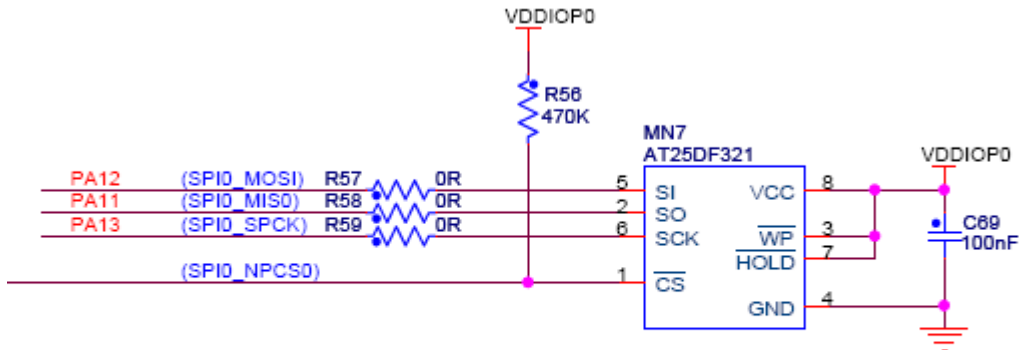 VDDIOP0
R56
470K
MN7
AT25DF321
VDDIOP0
PA12 (SPI0_MOSI) R57 0R 5 SI VCC 8
PA11 (SPI0_MIS0) R58 0R 2 SO
PA13 (SPI0_SPCK) R59 0R 6 SCK WP 3
C69
100nF
HOLD 7
(SPI0_NPCS0) 1 CS
GND 4